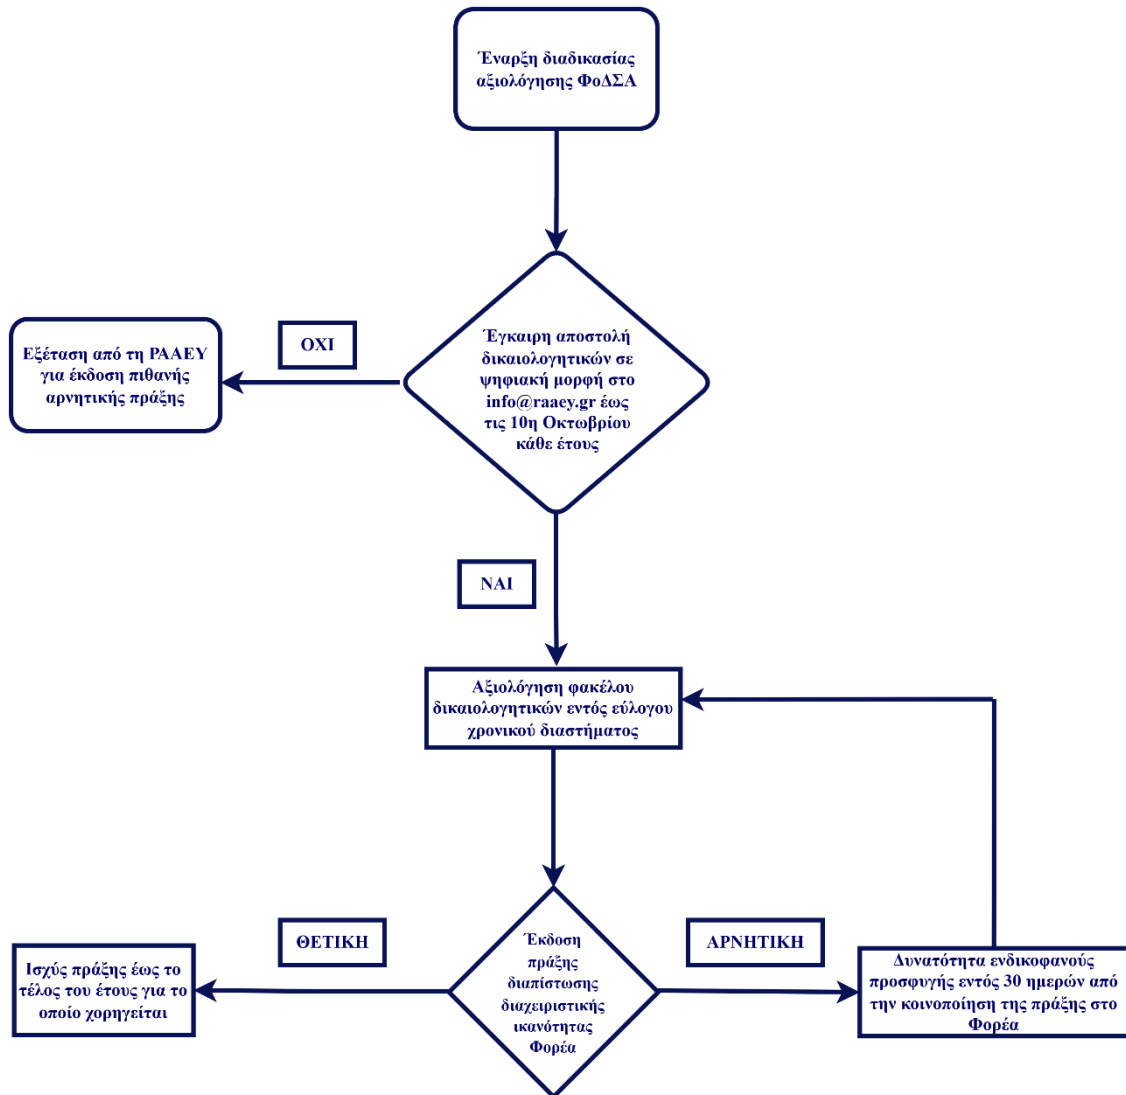 Έναρξη διαδικασίας
αξιολόγησης ΦοΔΣΑ
Έγκαιρη αποστολή
δικαιολογητικών σε
ψηφιακή μορφή στο
info@raaey.gr έως
τις 10η Οκτωβρίου
κάθε έτους
ΟΧΙ
Εξέταση από τη ΡΑΑΕΥ
για έκδοση πιθανής
αρνητικής πράξης
ΝΑΙ
Αξιολόγηση φακέλου
δικαιολογητικών εντός εύλογου
χρονικού διαστήματος
Έκδοση
πράξης
διαπίστωσης
διαχειριστικής
ικανότητας
Φορέα
ΘΕΤΙΚΗ
Ισχύς πράξης έως το
τέλος του έτους για το
οποίο χορηγείται
ΑΡΝΗΤΙΚΗ
Δυνατότητα ενδικοφανούς
προσφυγής εντός 30 ημερών από
την κοινοποίηση της πράξης στο
Φορέα